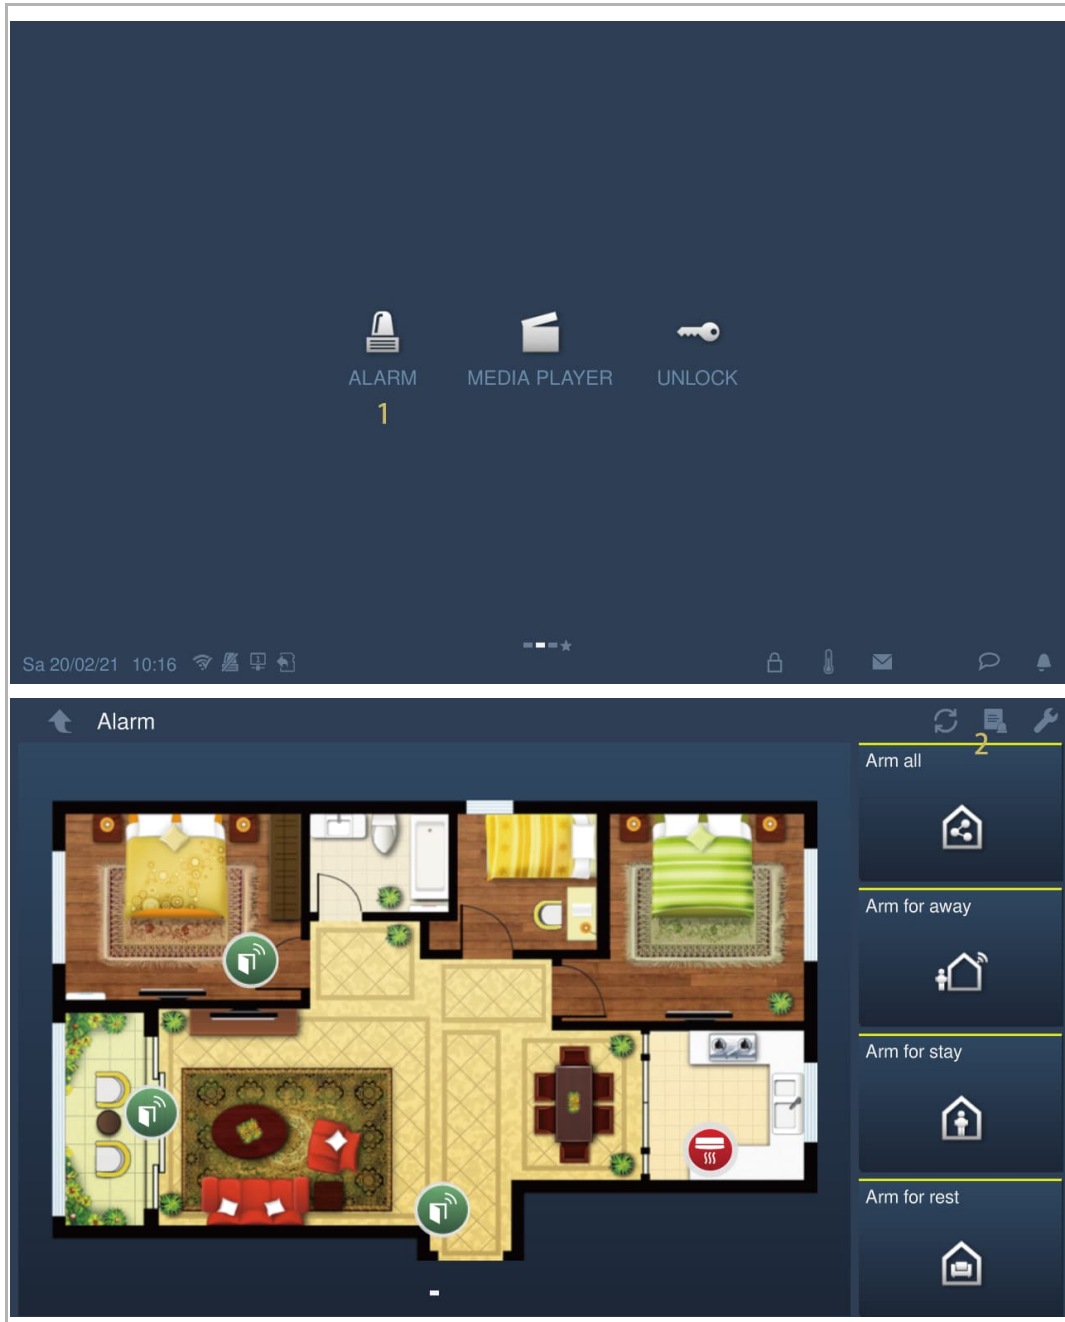 ALARM MEDIA PLAYER UNLOCK
1
Sa 20/02/21 10:16
Alarm
2
Arm all
Arm for away
Arm for stay
Arm for rest